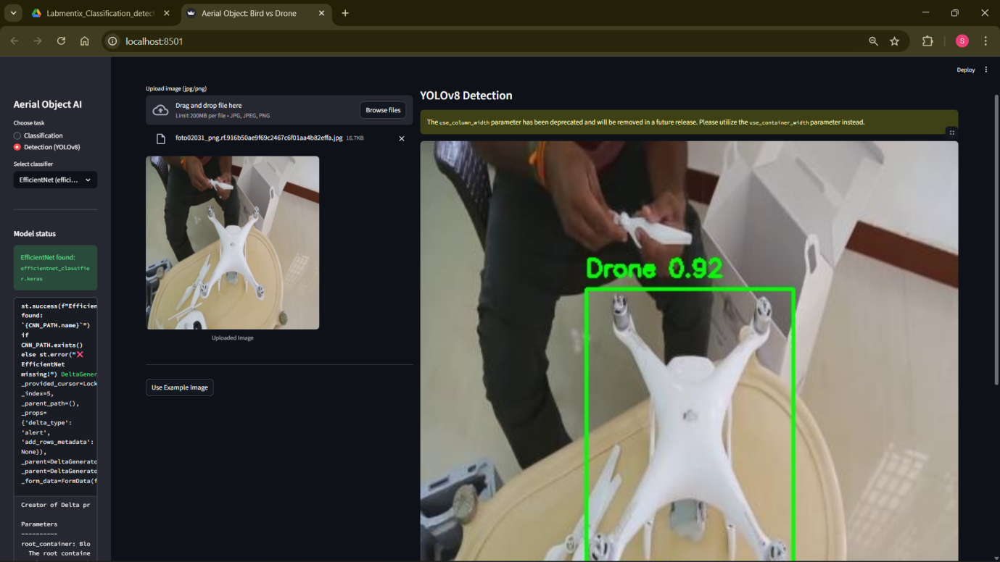 Labmentix_Classification_detect
Aerial Object: Bird vs Drone
localhost:8501
S
Deploy
Aerial Object AI
Choose task
Classification
Detection (YOLOv8)
Select classifier
EfficientNet (effici...
Model status
EfficientNet found:
efficientnet_classifie
r.keras
st.success(f"Efficien
found:
`{CNN_PATH.name}`")
if
CNN_PATH.exists()
else st.error("❌
EfficientNet
missing!") DeltaGener
_provided_cursor=Lock
_index=5,
_parent_path=(),
_props=
{'delta_type':
'alert',
'add_rows_metadata':
None}),
_parent=DeltaGenerato
_parent=DeltaGenerato
_form_data=FormData(f
Creator of Delta pr
Parameters
----------
root_container: Blo
The root containe
Upload image (jpg/png)
Drag and drop file here
Limit 200MB per file • JPG, JPEG, PNG
Browse files
foto02031_png.rf.916b50ae9f69c2467c6f01aa4b82effa.jpg 16.7KB
Uploaded Image
Use Example Image
YOLOv8 Detection
The use_column_width parameter has been deprecated and will be removed in a future release. Please utilize the use_container_width parameter instead.
Drone 0.92